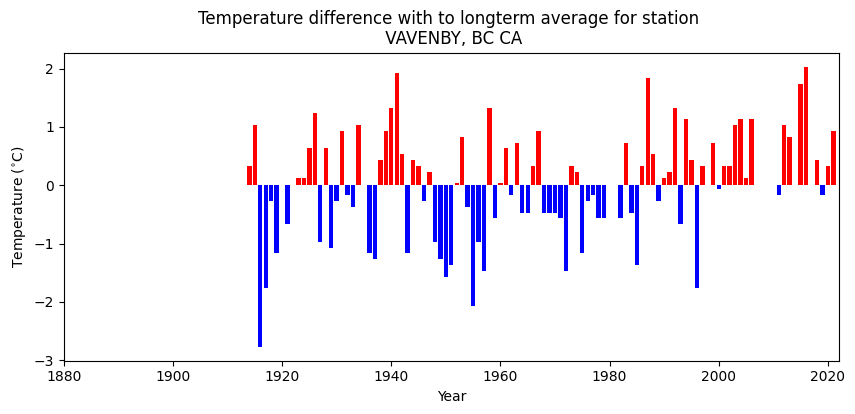 Temperature difference with to longterm average for station
VAVENBY, BC CA
Temperature (°C)
2
1
0
−1
−2
−3
1880 1900 1920 1940 1960 1980 2000 2020
Year